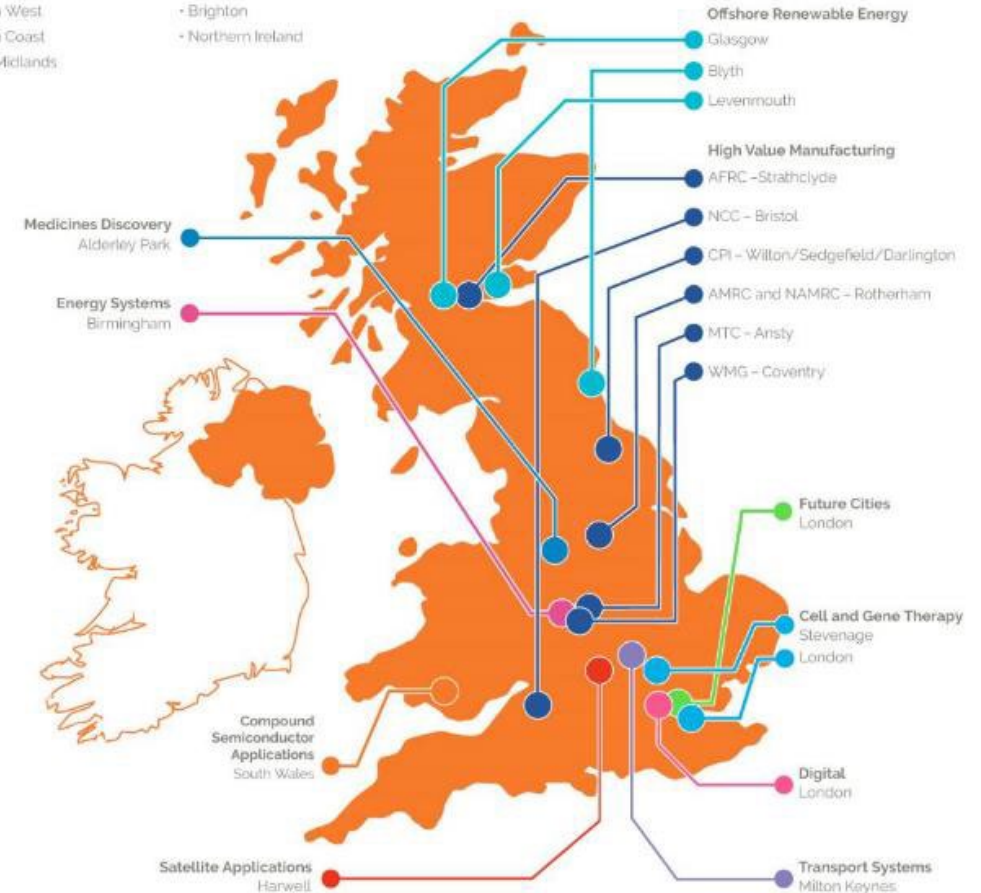 West
• Brighton
Coast
• Northern Ireland
Midlands
Offshore Renewable Energy
Glasgow
Blyth
Levenmouth
High Value Manufacturing
AFRC –Strathclyde
NCC – Bristol
CPI – Wilton/Sedgefield/Darlington
AMRC and NAMRC – Rotherham
MTC – Ansty
WMG – Coventry
Medicines Discovery
Alderley Park
Energy Systems
Birmingham
Future Cities
London
Cell and Gene Therapy
Stevenage
London
Compound
Semiconductor
Applications
South Wales
Digital
London
Satellite Applications
Harwell
Transport Systems
Milton Keynes